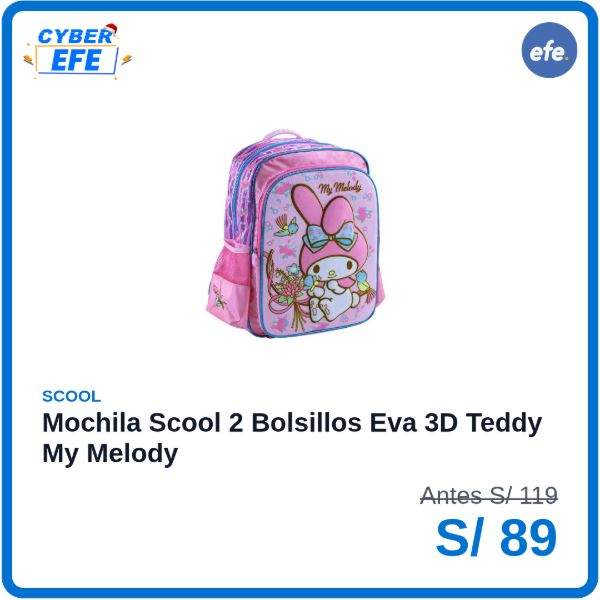 CYBER
EFE
efe.
My Melody
SCOOL
Mochila Scool 2 Bolsillos Eva 3D Teddy
My Melody
Antes S/ 119
S/ 89